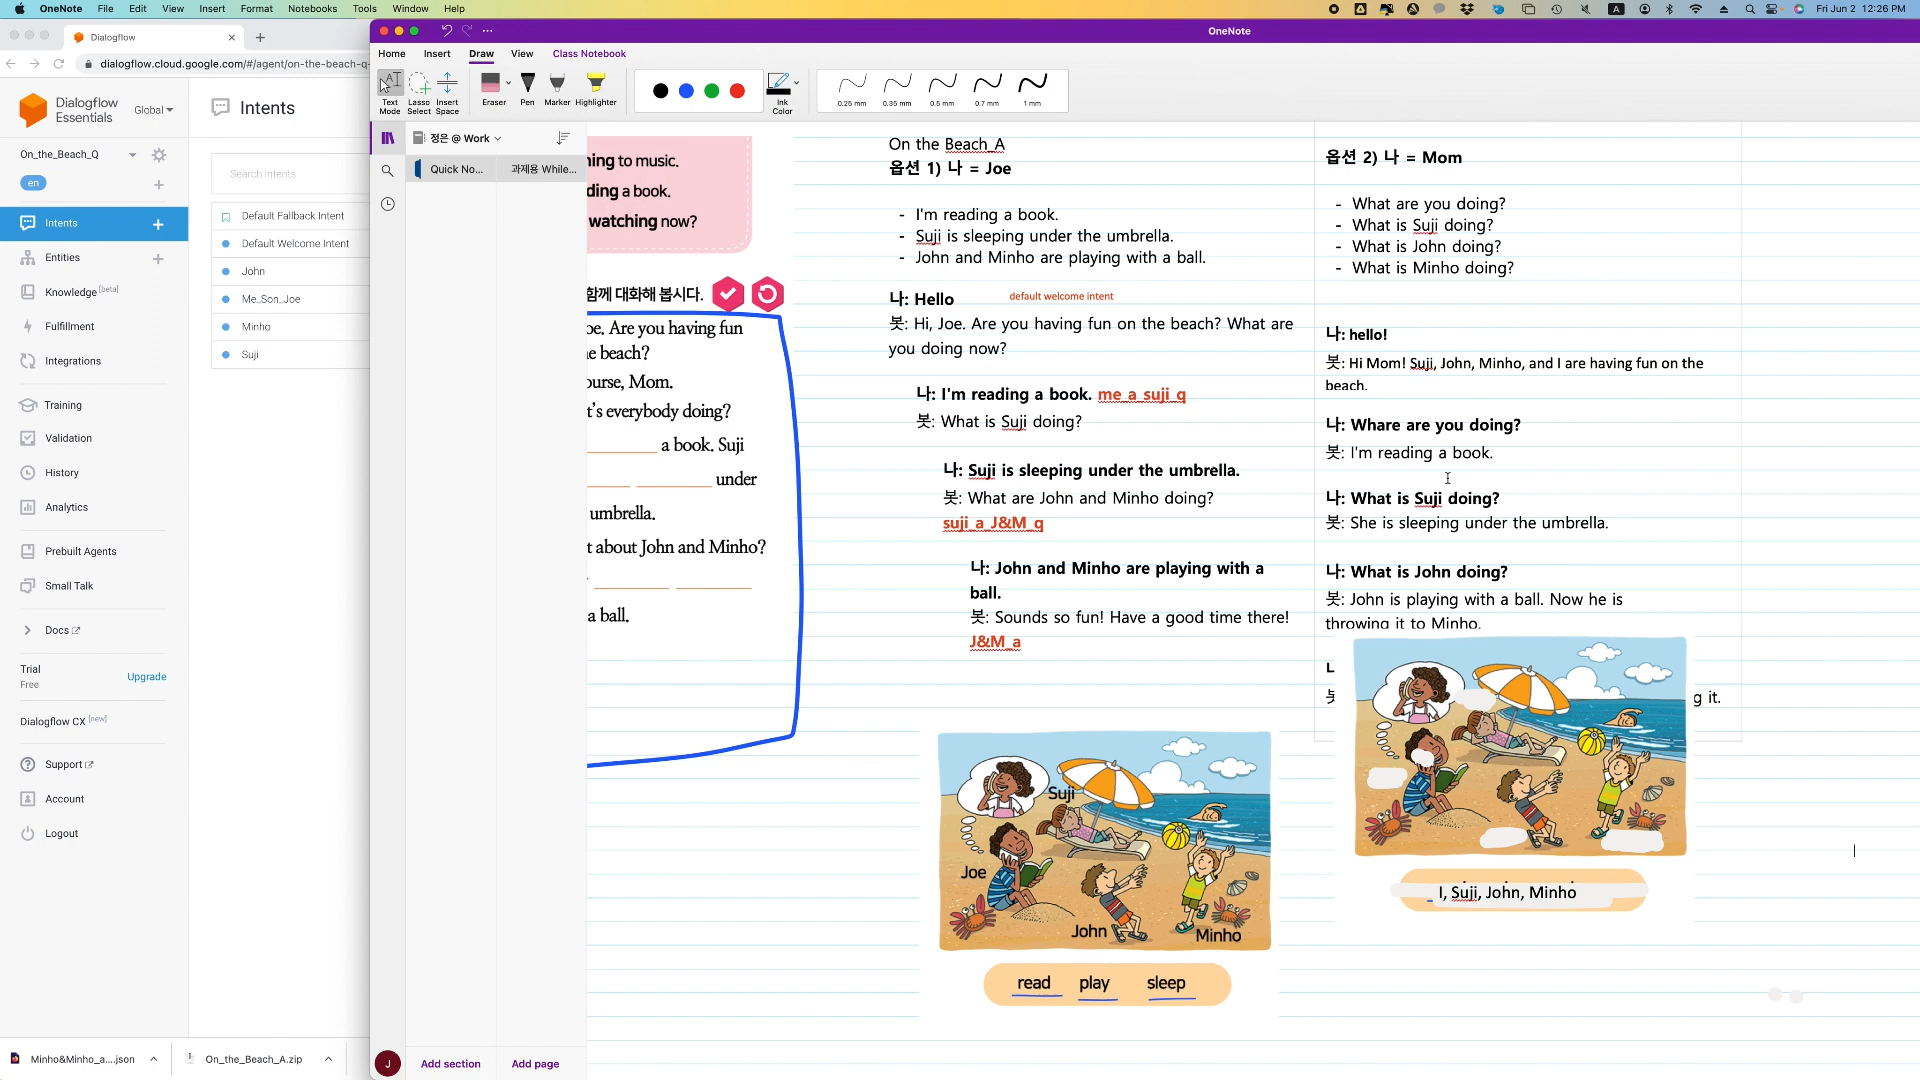 OneNote File Edit View Insert Format Notebooks Tools Window Help
A
Fri Jun 2 12:26 PM
Dialogflow
dialogflow.cloud.google.com/#/agent/on-the-beach-q-
OneNote
Home Insert Draw View Class Notebook
Text Mode
Lasso Select
Insert Space
Eraser
Pen
Marker
Highlighter
Ink Color
0.25 mm 0.35 mm 0.5 mm 0.7 mm 1 mm
Dialogflow
Essentials
Global
Intents
On_the_Beach_Q
en
Search intents
Intents
Entities
Knowledge [beta]
Fulfillment
Integrations
Training
Validation
History
Analytics
Prebuilt Agents
Small Talk
Docs
Trial
Free
Upgrade
Dialogflow CX [new]
Support
Account
Logout
Default Fallback Intent
Default Welcome Intent
John
Me_Son_Joe
Minho
Suji
정은 @ Work
Quick No...
과제용 While...
ning to music.
ding a book.
watching now?
함께 대화해 봅시다.
oe. Are you having fun
e beach?
ourse, Mom.
t's everybody doing?
a book. Suji
under
umbrella.
t about John and Minho?
a ball.
On the Beach_A
옵션 1) 나 = Joe
- I'm reading a book.
- Suji is sleeping under the umbrella.
- John and Minho are playing with a ball.
나: Hello
default welcome intent
봇: Hi, Joe. Are you having fun on the beach? What are
you doing now?
나: I'm reading a book. me_a_suji_q
봇: What is Suji doing?
나: Suji is sleeping under the umbrella.
봇: What are John and Minho doing?
suji_a_J&M_q
나: John and Minho are playing with a
ball.
봇: Sounds so fun! Have a good time there!
J&M_a
Suji
Joe
John
Minho
read play sleep
옵션 2) 나 = Mom
- What are you doing?
- What is Suji doing?
- What is John doing?
- What is Minho doing?
나: hello!
봇: Hi Mom! Suji, John, Minho, and I are having fun on the
beach.
나: Whare are you doing?
봇: I'm reading a book.
나: What is Suji doing?
봇: She is sleeping under the umbrella.
나: What is John doing?
봇: John is playing with a ball. Now he is
throwing it to Minho.
g it.
I, Suji, John, Minho
J
Add section
Add page
Minho&Minho_a....json
On_the_Beach_A.zip